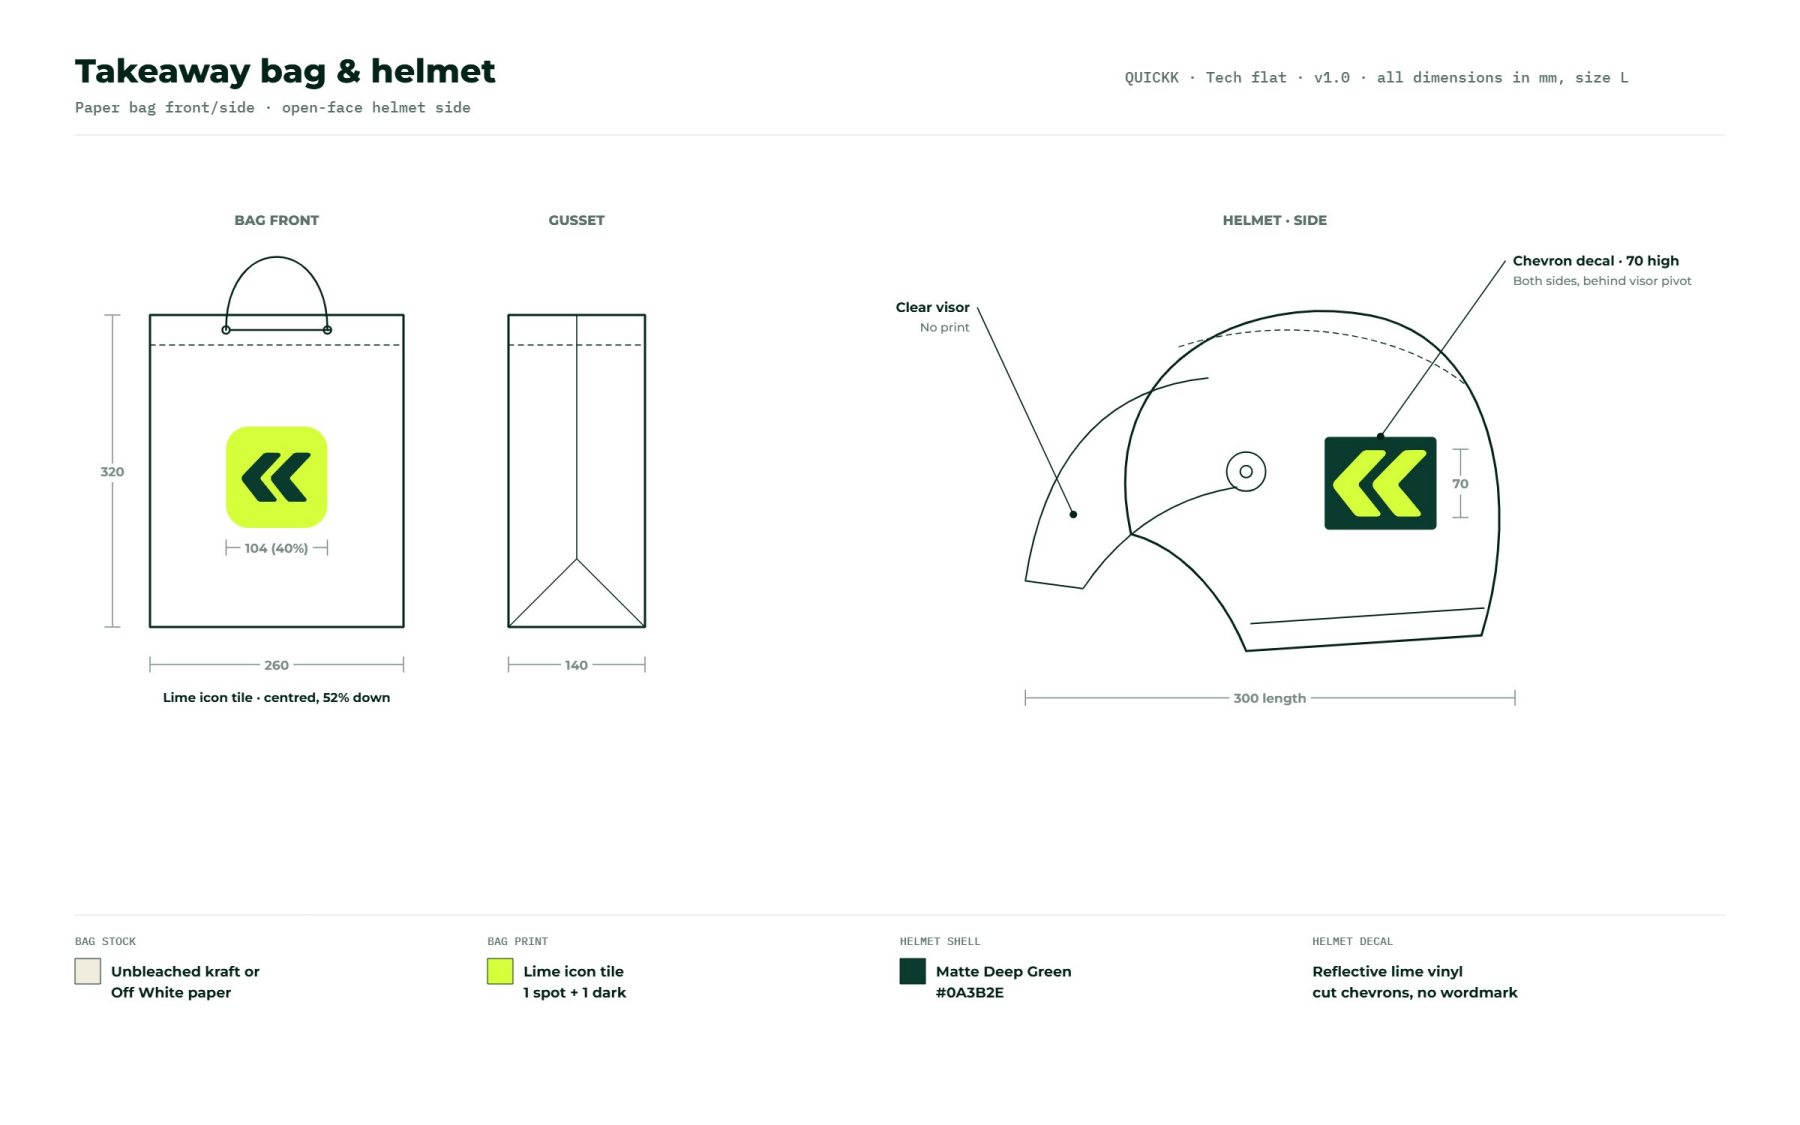 Takeaway bag & helmet
QUICKK · Tech flat · v1.0 · all dimensions in mm, size L
Paper bag front/side · open-face helmet side
BAG FRONT
GUSSET
HELMET · SIDE
Chevron decal · 70 high
Both sides, behind visor pivot
Clear visor
No print
320
70
104 (40%)
260
140
Lime icon tile · centred, 52% down
300 length
BAG STOCK
Unbleached kraft or
Off White paper
BAG PRINT
Lime icon tile
1 spot + 1 dark
HELMET SHELL
Matte Deep Green
#0A3B2E
HELMET DECAL
Reflective lime vinyl
cut chevrons, no wordmark